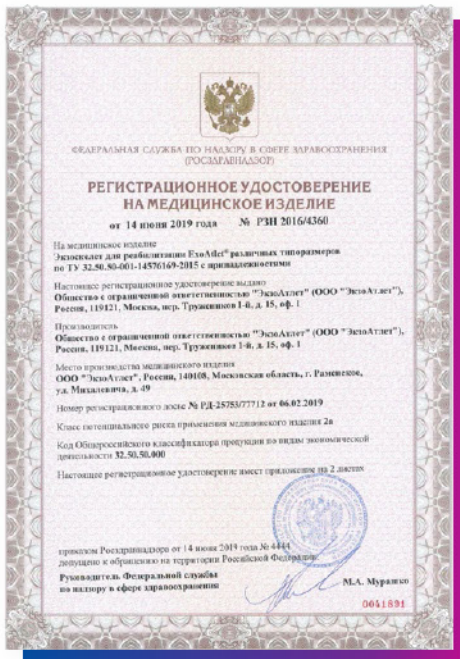 ФЕДЕРАЛЬНАЯ СЛУЖБА ПО НАДЗОРУ В СФЕРЕ ЗДРАВООХРАНЕНИЯ
(РОСЗДРАВНАДЗОР)
РЕГИСТРАЦИОННОЕ УДОСТОВЕРЕНИЕ
НА МЕДИЦИНСКОЕ ИЗДЕЛИЕ
от 14 июня 2019 года № РЗН 2016/4360
На медицинское изделие
Экзоскелет для реабилитации ExoAtlet® различных типоразмеров
по ТУ 32.50.50-001-14576169-2015 с принадлежностями
Настоящее регистрационное удостоверение выдано
Общество с ограниченной ответственностью "ЭкзоАтлет" (ООО "ЭкзоАтлет"),
Россия, 119121, Москва, пер. Тружеников 1-й, д. 15, оф. 1
Производитель
Общество с ограниченной ответственностью "ЭкзоАтлет" (ООО "ЭкзоАтлет"),
Россия, 119121, Москва, пер. Тружеников 1-й, д. 15, оф. 1
Место производства медицинского изделия
ООО "ЭкзоАтлет", Россия, 140108, Московская область, г. Раменское,
ул. Михалевича, д. 49
Номер регистрационного досье № РД-25753/77712 от 06.02.2019
Класс потенциального риска применения медицинского изделия 2а
Код Общероссийского классификатора продукции по видам экономической
деятельности 32.50.50.000
Настоящее регистрационное удостоверение имеет приложение на 2 листах
приказом Росздравнадзора от 14 июня 2019 года № 4444
допущено к обращению на территории Российской Федерации.
Руководитель Федеральной службы
по надзору в сфере здравоохранения
М.А. Мурашко
0041891